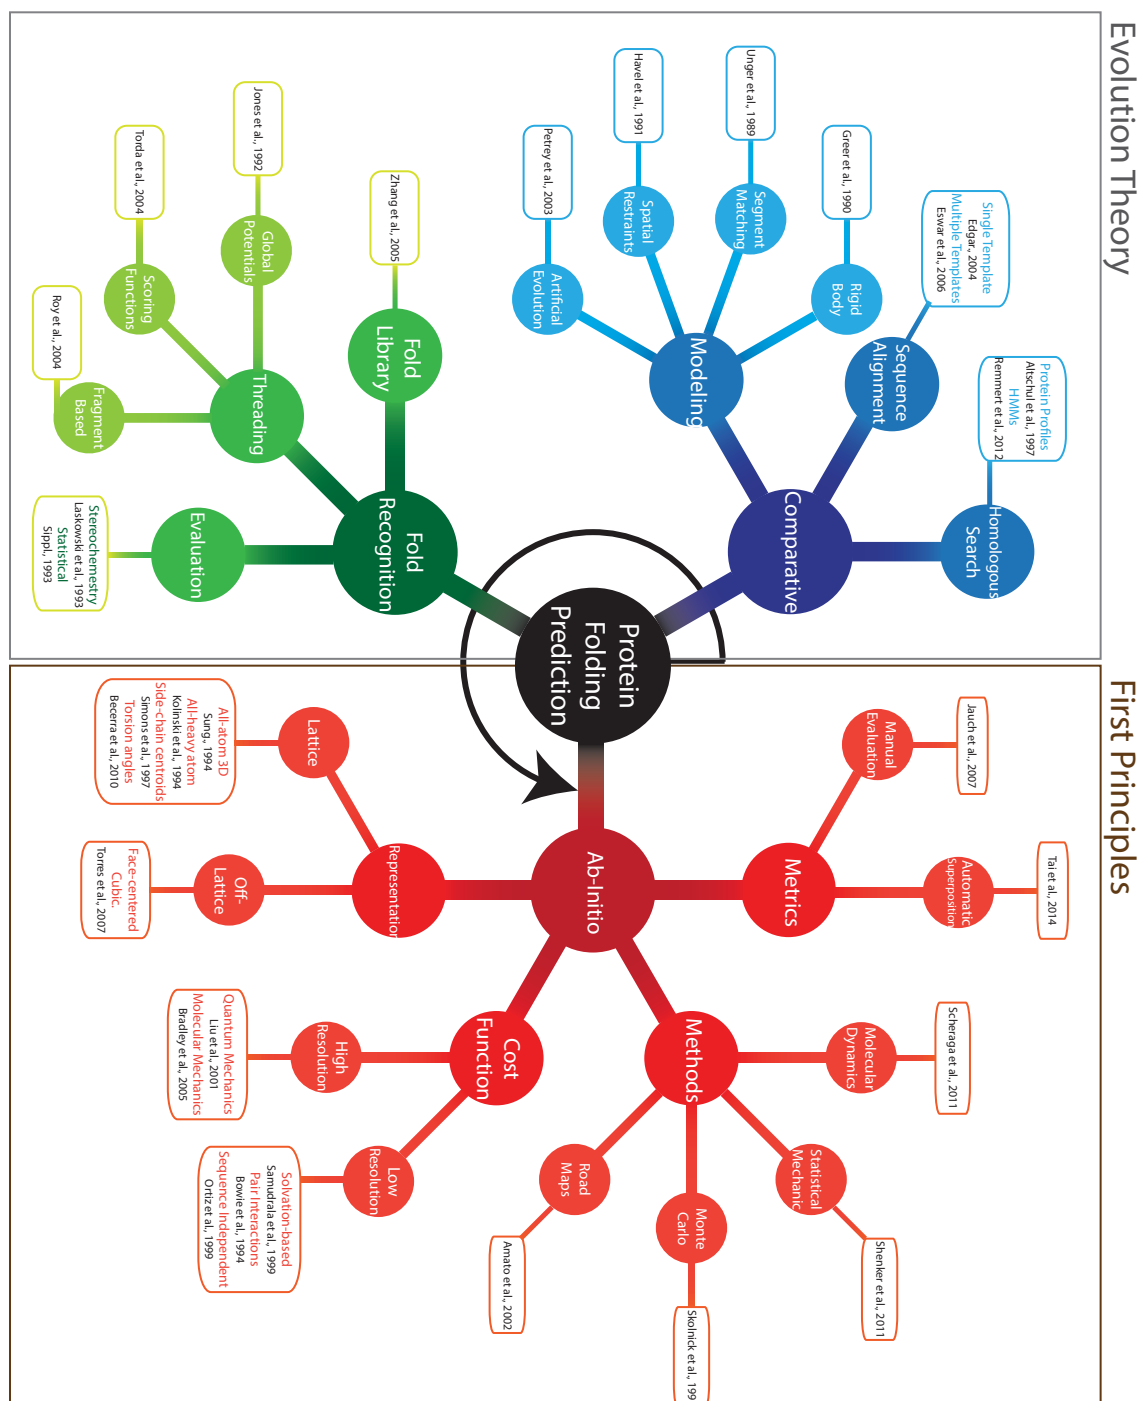 Evolution Theory
First Principles
Protein
Folding
Prediction
Comparative
Homologous
Search
Protein Profiles
Altschul et al., 1997
HMMs
Remmert et al., 2012
Sequence
Alignment
Single Template
Edgar, 2004
Multiple Templates
Eswar et al., 2006
Modeling
Rigid
Body
Greer et al., 1990
Segment
Matching
Unger et al., 1989
Spatial
Restraints
Havel et al., 1991
Artificial
Evolution
Petrey et al., 2003
Fold
Recognition
Fold
Library
Zhang et al., 2005
Threading
Global
Potentials
Jones et al., 1992
Scoring
Functions
Torda et al., 2004
Fragment
Based
Roy et al., 2004
Evaluation
Stereochemestry
Laskowski et al., 1993
Statistical
Sippl., 1993
Ab-Initio
Metrics
Manual
Evaluation
Jauch et al., 2007
Automatic
Superposition
Tai et al., 2014
Methods
Molecular
Dynamics
Scheraga et al., 2011
Statistical
Mechanic
Shenker et al., 2011
Monte
Carlo
Skolnick et al., 199
Road
Maps
Amato et al., 2002
Cost
Function
High
Resolution
Quantum Mechanics
Liu et al., 2001
Molecular Mechanics
Bradley et al., 2005
Low
Resolution
Solvation-based
Samudrala et al., 1999
Pair Interactions
Bowie et al., 1994
Sequence Independent
Ortiz et al., 1999
Representation
Lattice
All-atom 3D
Sung., 1994
All-heavy atom
Kolinski et al., 1994
Side-chain centroids
Simons et al., 1997
Torsion angles
Becerra et al., 2010
Off-
Lattice
Face-centered
Cubic.
Torres et al., 2007